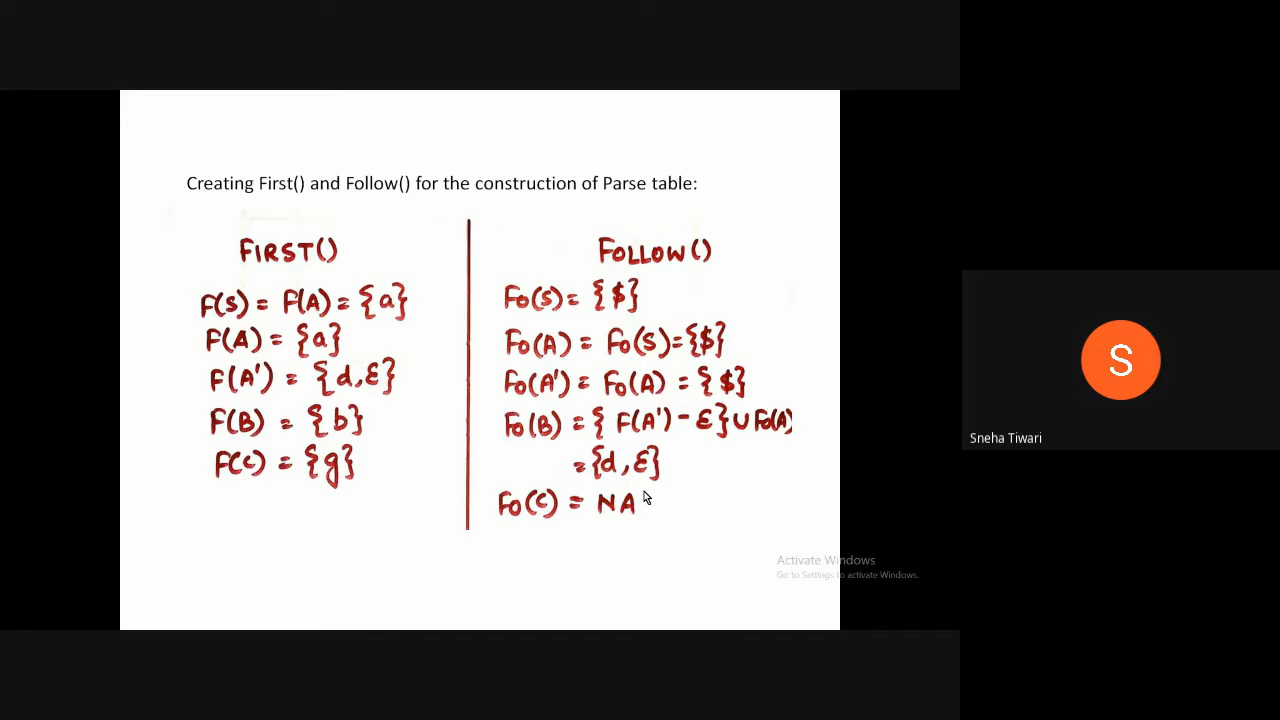 Creating First() and Follow() for the construction of Parse table:
FIRST()
F(S) = F(A) = {a}
F(A) = {a}
F(A') = {d,ε}
F(B) = {b}
F(C) = {g}
FOLLOW()
Fo(S) = {$}
Fo(A) = Fo(S) = {$}
Fo(A') = Fo(A) = {$}
Fo(B) = { F(A') - ε} ∪ Fo(A)
= {d,ε}
Fo(C) = NA
S
Sneha Tiwari
Activate Windows
Go to Settings to activate Windows.